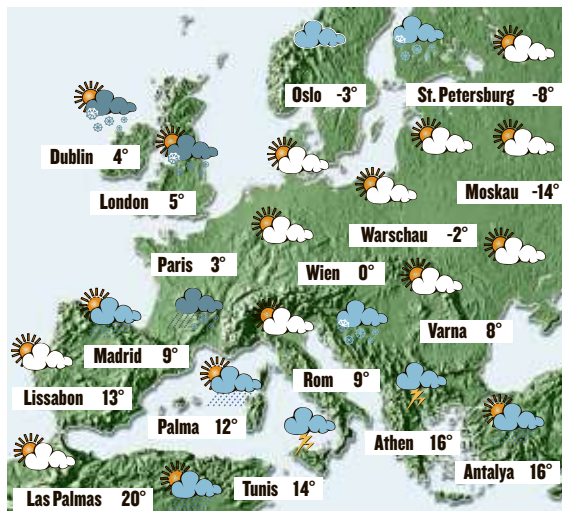 Oslo -3°
St. Petersburg -8°
Dublin 4°
London 5°
Moskau -14°
Warschau -2°
Paris 3°
Wien 0°
Varna 8°
Madrid 9°
Rom 9°
Lissabon 13°
Palma 12°
Athen 16°
Antalya 16°
Las Palmas 20°
Tunis 14°